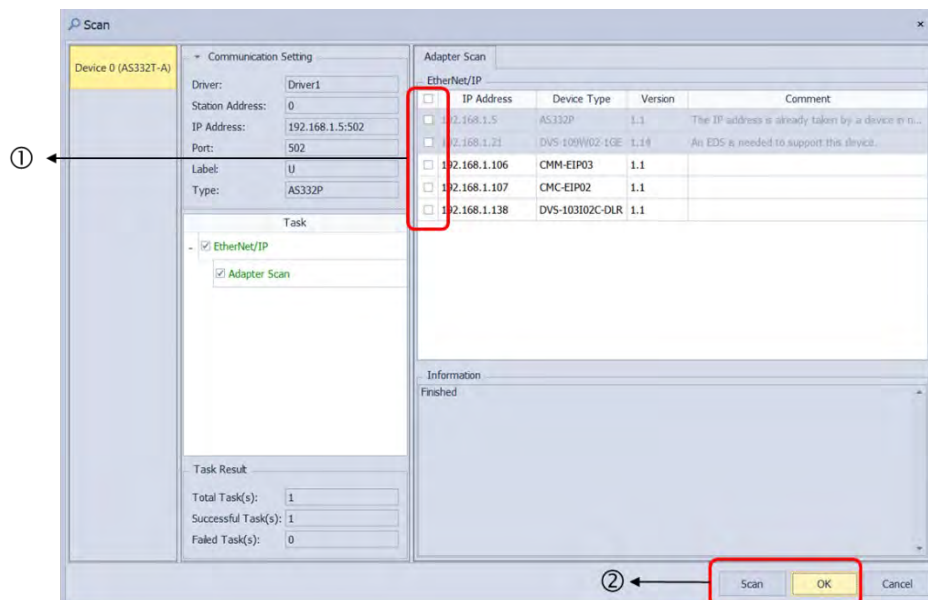 Scan
Device 0 (AS332T-A)
Communication Setting
Driver: Driver1
Station Address: 0
IP Address: 192.168.1.5:502
Port: 502
Label: U
Type: AS332P
Task
EtherNet/IP
Adapter Scan
Task Result
Total Task(s): 1
Successful Task(s): 1
Failed Task(s): 0
Adapter Scan
EtherNet/IP
IP Address Device Type Version Comment
192.168.1.5 AS332P 1.1 The IP address is already taken by a device in n...
192.168.1.21 DVS-109W02-1GE 1.14 An EDS is needed to support this device.
192.168.1.106 CMM-EIP03 1.1
192.168.1.107 CMC-EIP02 1.1
192.168.1.138 DVS-103I02C-DLR 1.1
Information
Finished
①
②
Scan OK Cancel